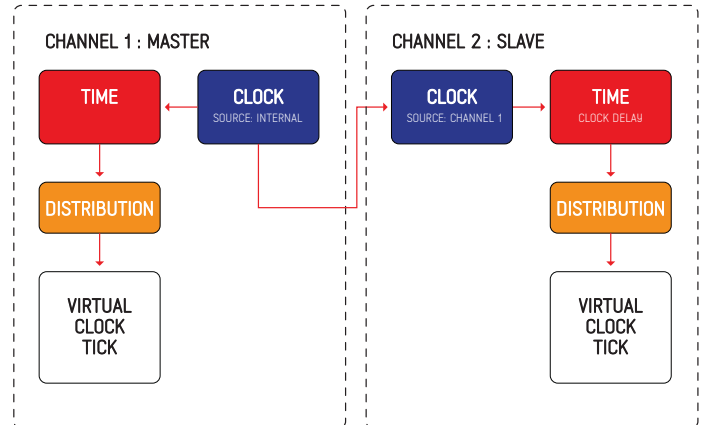 CHANNEL 1 : MASTER
TIME
CLOCK
SOURCE: INTERNAL
DISTRIBUTION
VIRTUAL
CLOCK
TICK
CHANNEL 2 : SLAVE
CLOCK
SOURCE: CHANNEL 1
TIME
CLOCK DELAY
DISTRIBUTION
VIRTUAL
CLOCK
TICK